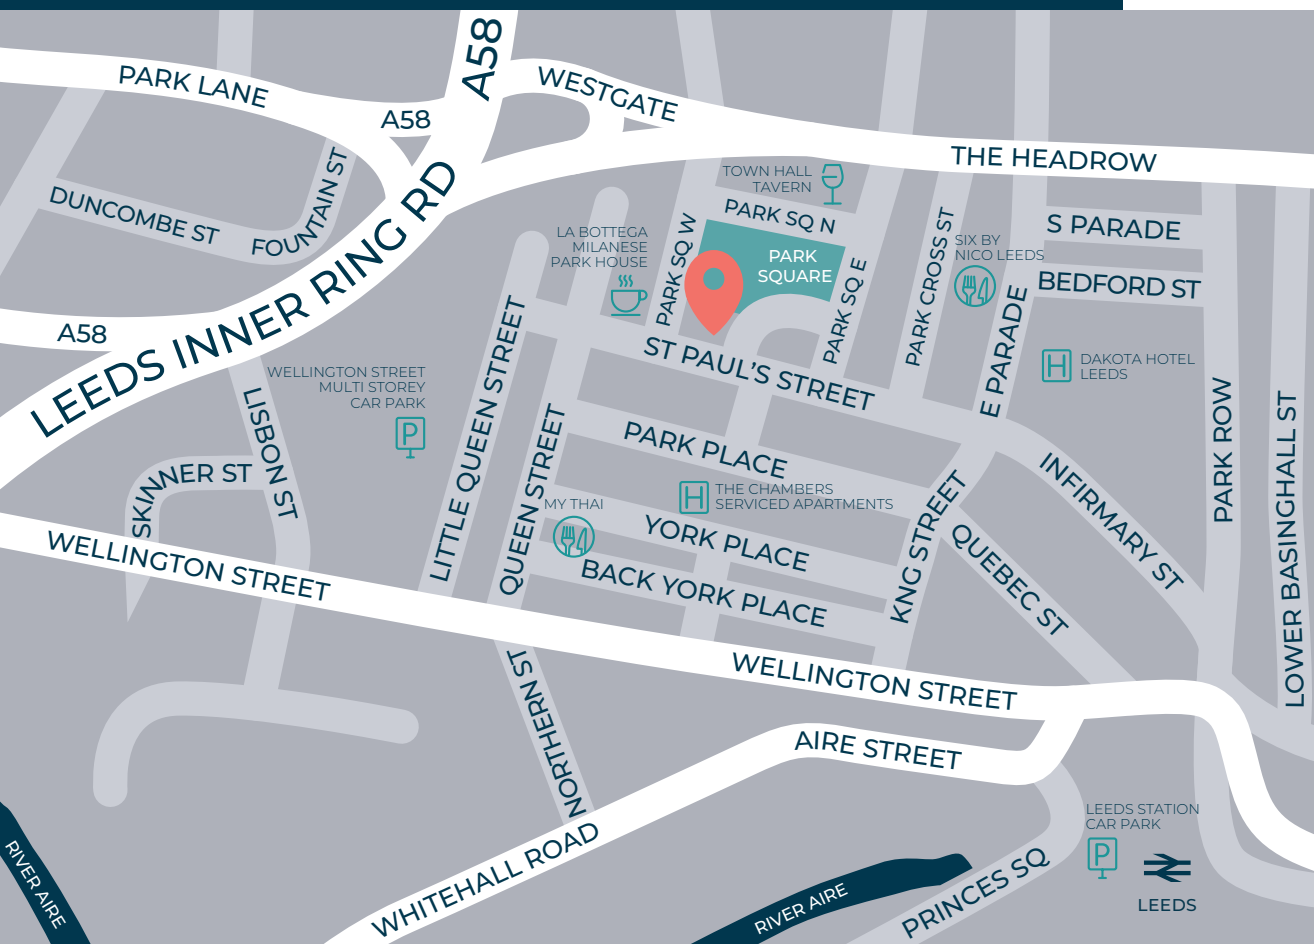 A58
PARK LANE
A58
WESTGATE
THE HEADROW
DUNCOMBE ST
FOUNTAIN ST
TOWN HALL
TAVERN
PARK SQ N
PARK SQ W
PARK
SQUARE
PARK SQ E
PARK CROSS ST
S PARADE
SIX BY
NICO LEEDS
BEDFORD ST
LA BOTTEGA
MILANESE
PARK HOUSE
A58
LEEDS INNER RING RD
ST PAUL'S STREET
E PARADE
H
DAKOTA HOTEL
LEEDS
WELLINGTON STREET
MULTI STOREY
CAR PARK
P
LISBON ST
SKINNER ST
LITTLE QUEEN STREET
QUEEN STREET
PARK PLACE
H
THE CHAMBERS
SERVICED APARTMENTS
MY THAI
YORK PLACE
BACK YORK PLACE
KNG STREET
QUEBEC ST
INFIRMARY ST
PARK ROW
LOWER BASINGHALL ST
WELLINGTON STREET
WELLINGTON STREET
NORTHERN ST
AIRE STREET
WHITEHALL ROAD
RIVER AIRE
RIVER AIRE
PRINCES SQ
LEEDS STATION
CAR PARK
P
LEEDS